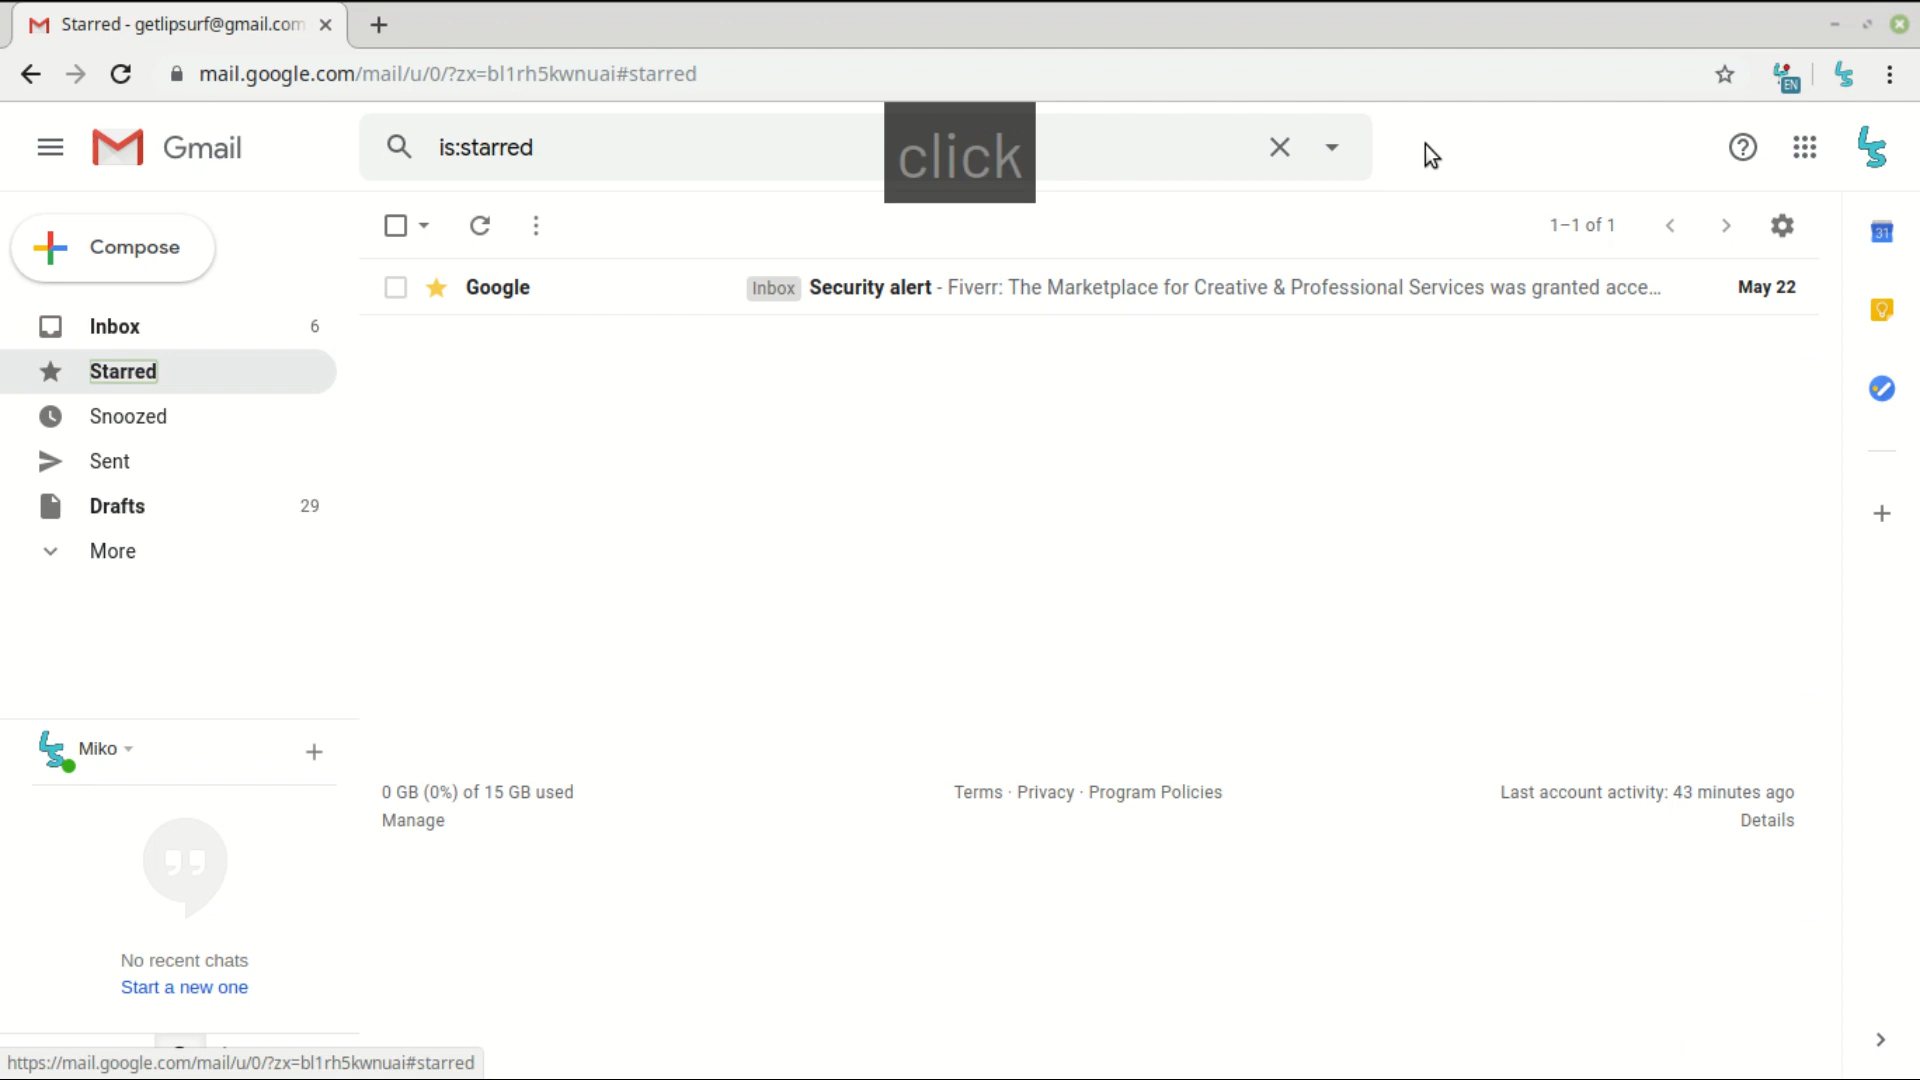 Starred - getlipsurf@gmail.com
mail.google.com/mail/u/0/?zx=bl1rh5kwnuai#starred
EN
Gmail
is:starred
click
Compose
1–1 of 1
31
Google Inbox Security alert - Fiverr: The Marketplace for Creative & Professional Services was granted acce... May 22
Inbox 6
Starred
Snoozed
Sent
Drafts 29
More
Miko
0 GB (0%) of 15 GB used
Manage
Terms · Privacy · Program Policies
Last account activity: 43 minutes ago
Details
No recent chats
Start a new one
https://mail.google.com/mail/u/0/?zx=bl1rh5kwnuai#starred